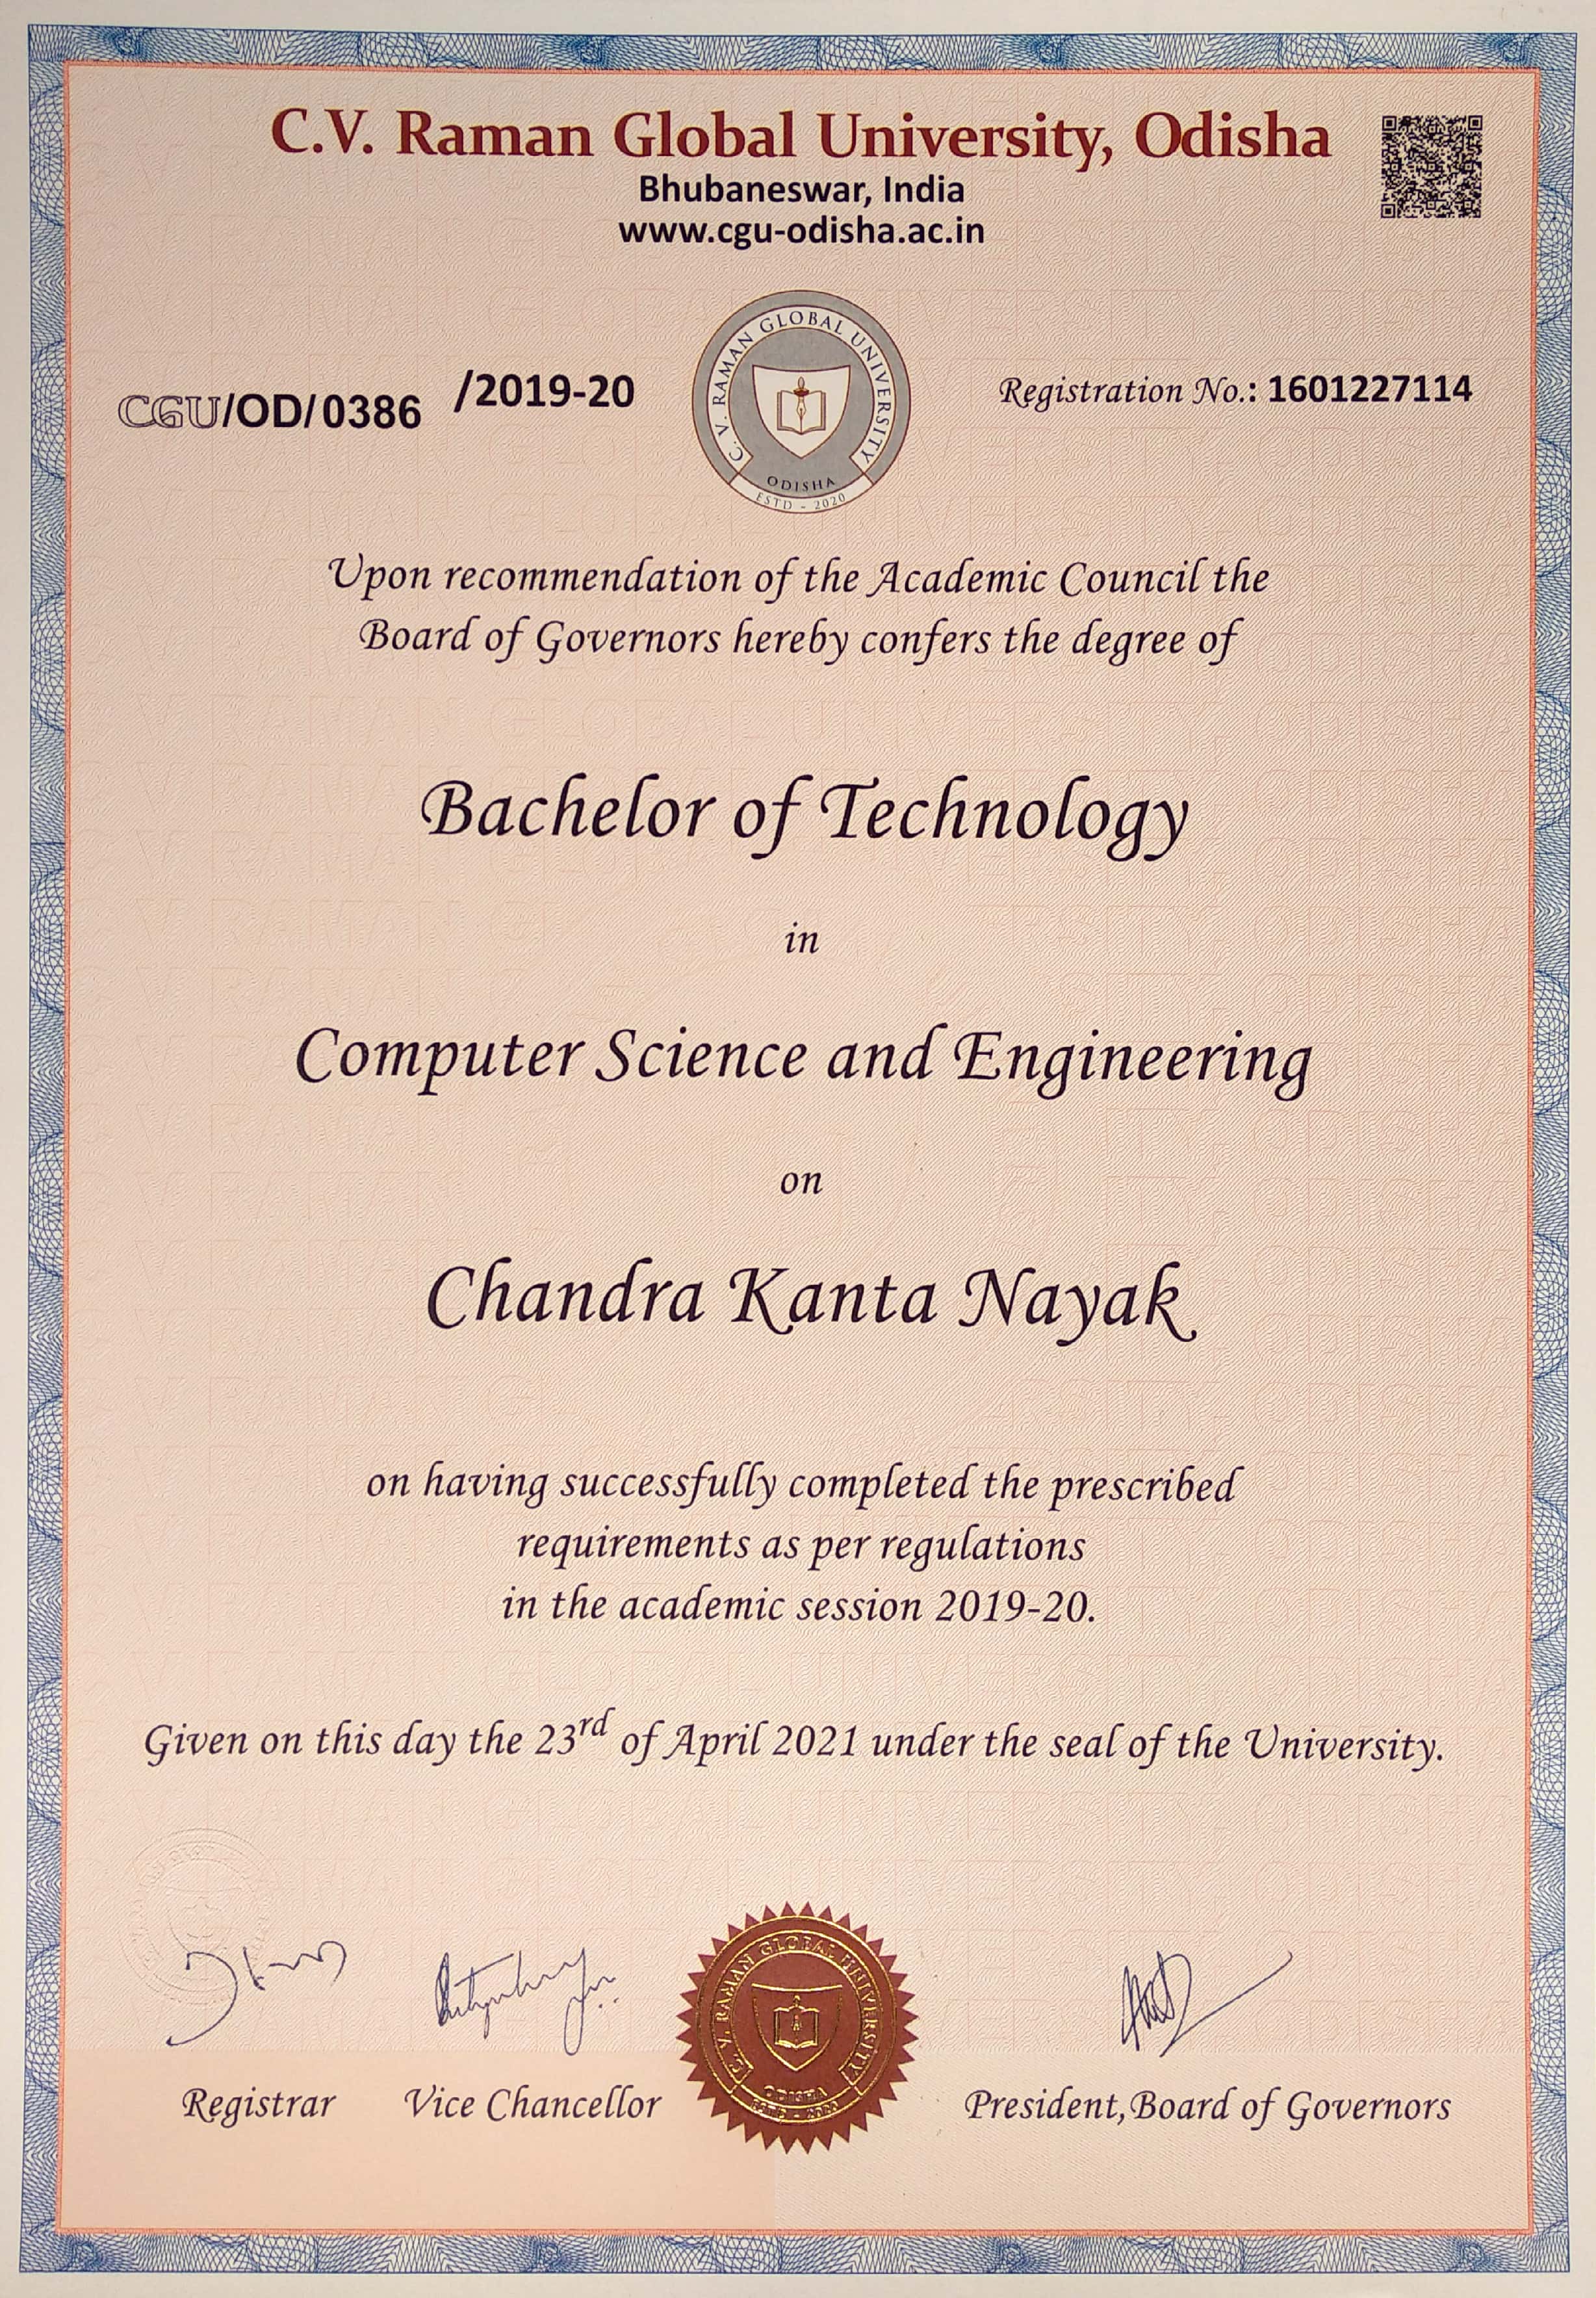 C.V. Raman Global University, Odisha
Bhubaneswar, India
www.cgu-odisha.ac.in
CGU/OD/0386 /2019-20
C. V. RAMAN GLOBAL UNIVERSITY
ODISHA
ESTD - 2020
Registration No.: 1601227114
Upon recommendation of the Academic Council the
Board of Governors hereby confers the degree of
Bachelor of Technology
in
Computer Science and Engineering
on
Chandra Kanta Nayak
on having successfully completed the prescribed
requirements as per regulations
in the academic session 2019-20.
Given on this day the 23rd of April 2021 under the seal of the University.
C. V. RAMAN GLOBAL UNIVERSITY
ODISHA
ESTD - 2020
Registrar Vice Chancellor President, Board of Governors